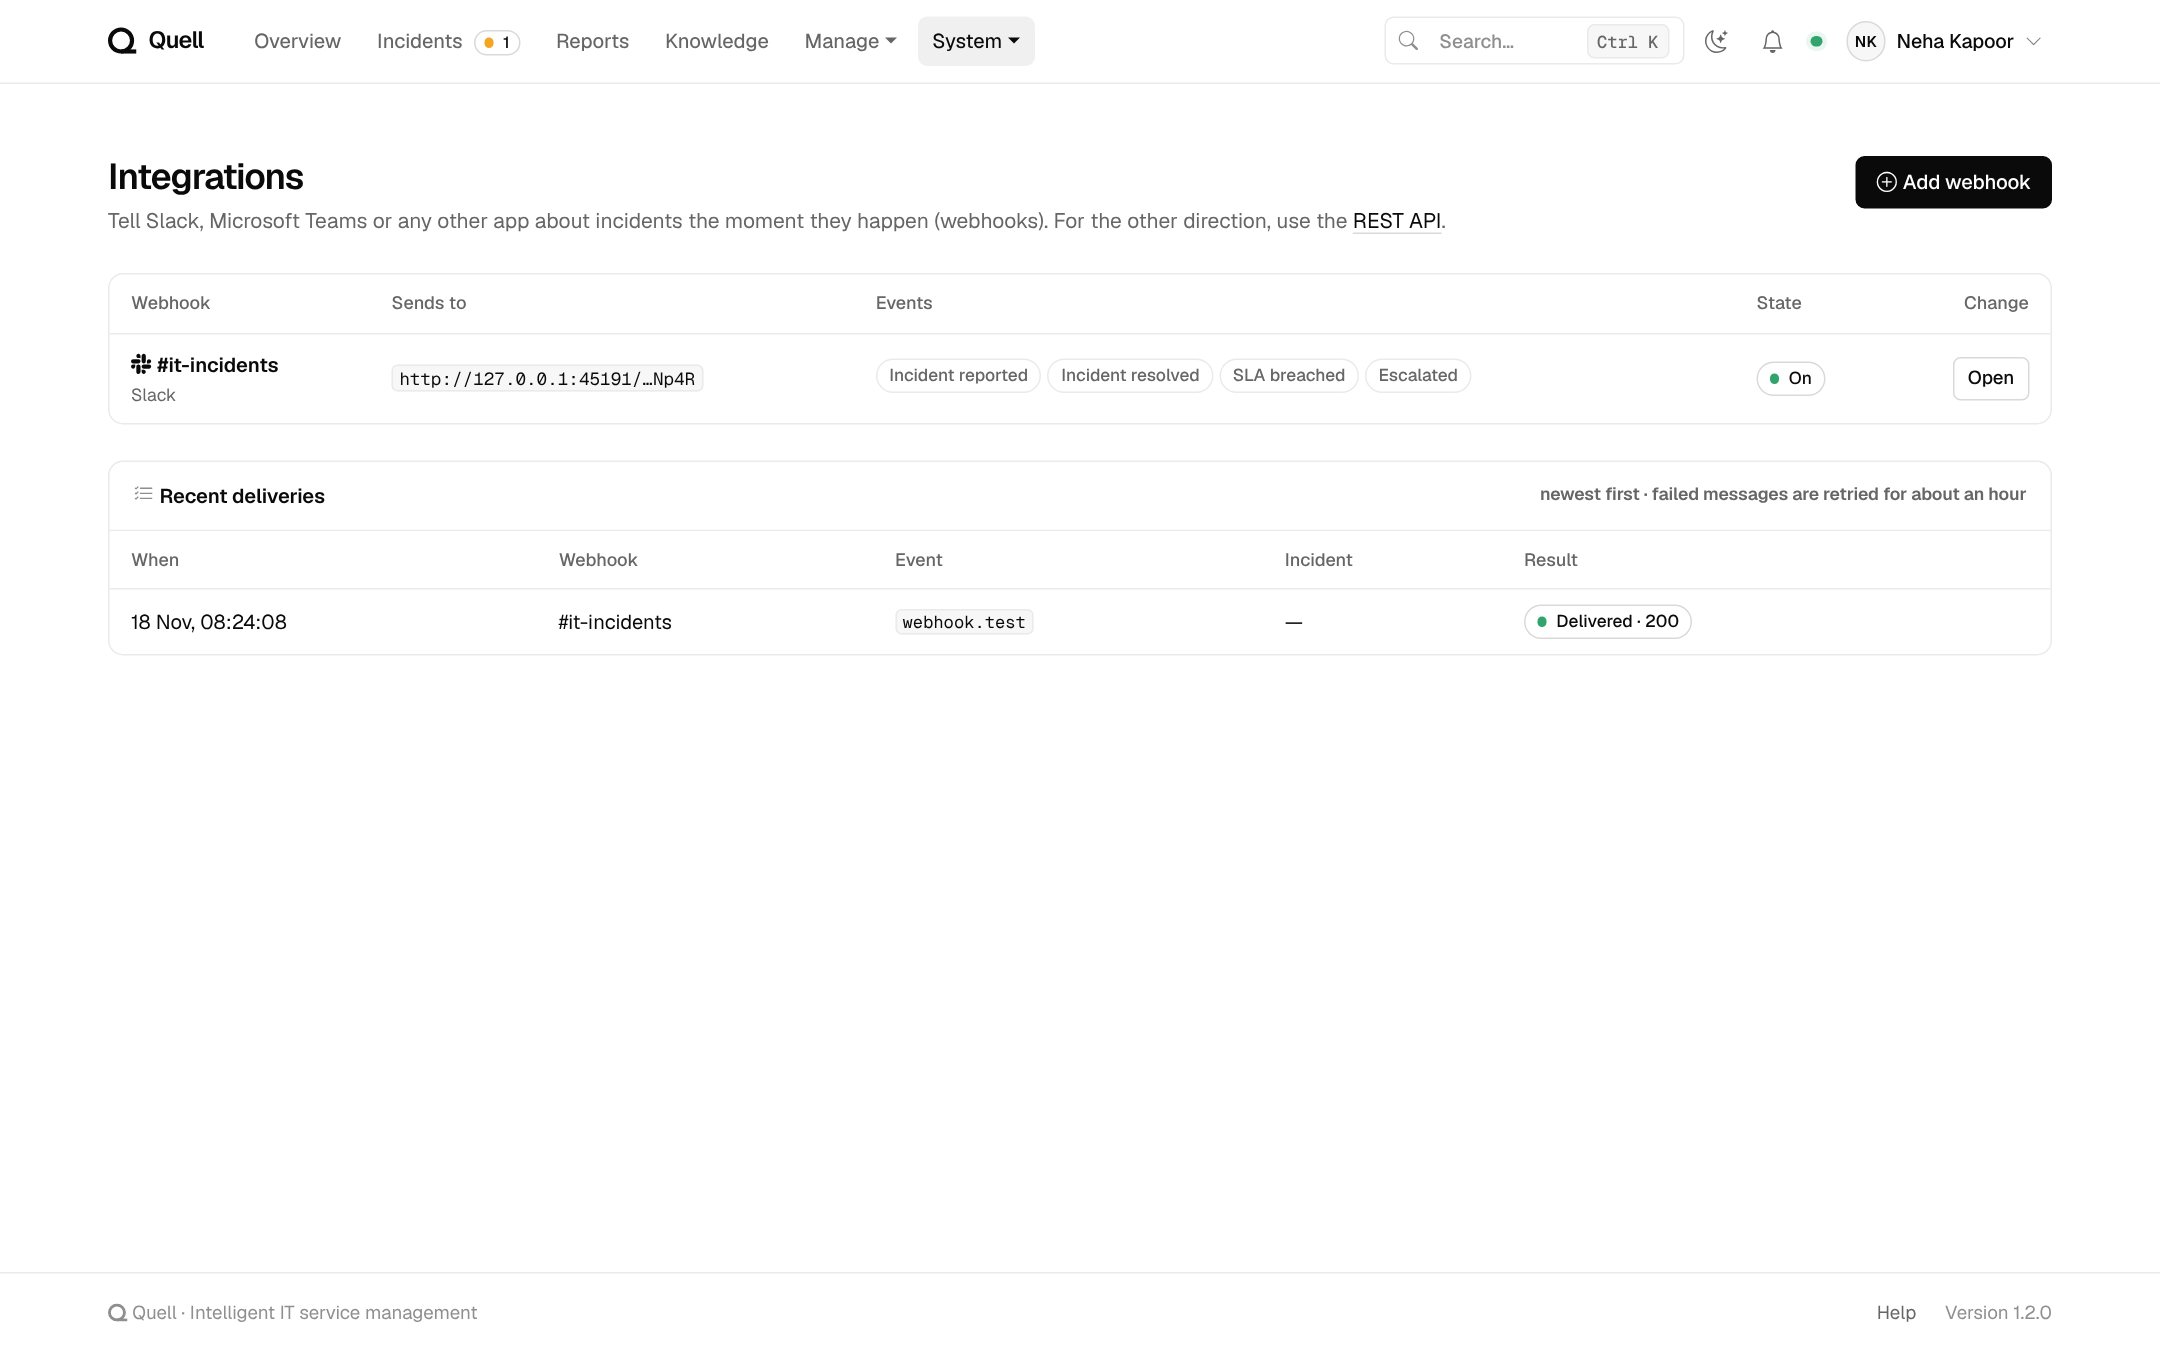 Quell Overview Incidents 1 Reports Knowledge Manage System Search... Ctrl K NK Neha Kapoor
Integrations
Add webhook
Tell Slack, Microsoft Teams or any other app about incidents the moment they happen (webhooks). For the other direction, use the REST API.
Webhook Sends to Events State Change
#it-incidents
Slack
http://127.0.0.1:45191/…Np4R
Incident reported Incident resolved SLA breached Escalated
On
Open
Recent deliveries
newest first · failed messages are retried for about an hour
When Webhook Event Incident Result
18 Nov, 08:24:08 #it-incidents webhook.test — Delivered · 200
Quell · Intelligent IT service management
Help Version 1.2.0